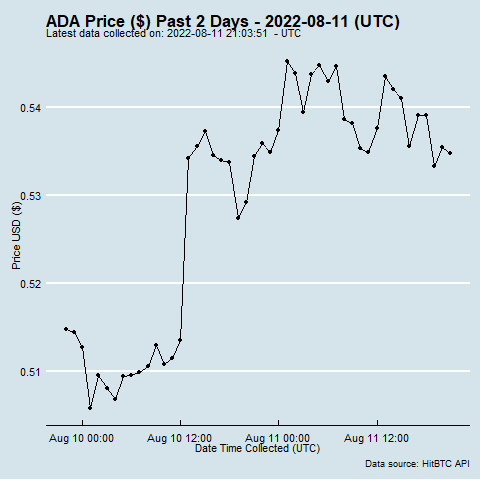 ADA Price ($) Past 2 Days - 2022-08-11 (UTC)
Latest data collected on: 2022-08-11 21:03:51 - UTC
0.54
0.53
0.52
0.51
Price USD ($)
Aug 10 00:00 Aug 10 12:00 Aug 11 00:00 Aug 11 12:00
Date Time Collected (UTC)
Data source: HitBTC API